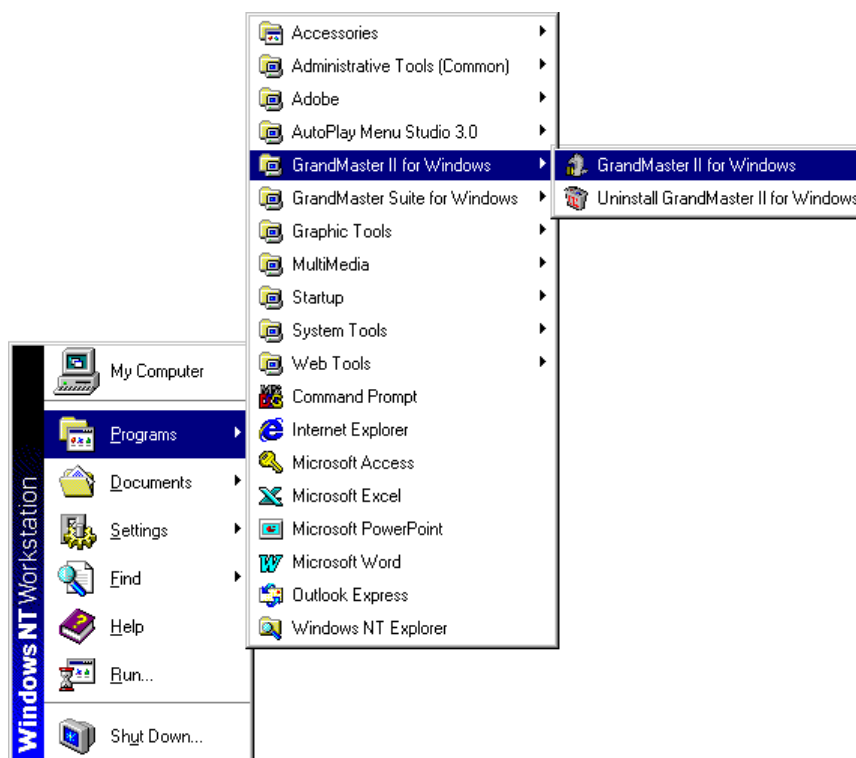 Accessories
Administrative Tools (Common)
Adobe
AutoPlay Menu Studio 3.0
GrandMaster II for Windows
GrandMaster Suite for Windows
Graphic Tools
MultiMedia
Startup
System Tools
Web Tools
Command Prompt
Internet Explorer
Microsoft Access
Microsoft Excel
Microsoft PowerPoint
Microsoft Word
Outlook Express
Windows NT Explorer
GrandMaster II for Windows
Uninstall GrandMaster II for Windows
My Computer
Programs
Documents
Settings
Find
Help
Run...
Shut Down...
Windows NT Workstation